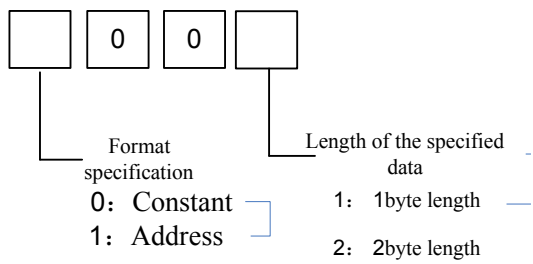 0 0
Format
specification
0： Constant
1： Address
Length of the specified
data
1： 1byte length
2： 2byte length